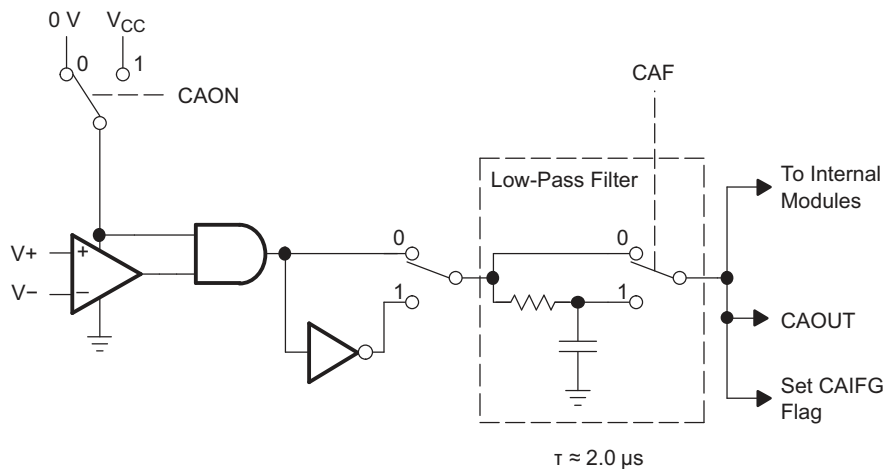 0 V
V_CC
0
1
CAON
CAF
Low-Pass Filter
To Internal
Modules
V+
+
V−
−
0
1
0
1
CAOUT
Set CAIFG
Flag
τ ≈ 2.0 μs